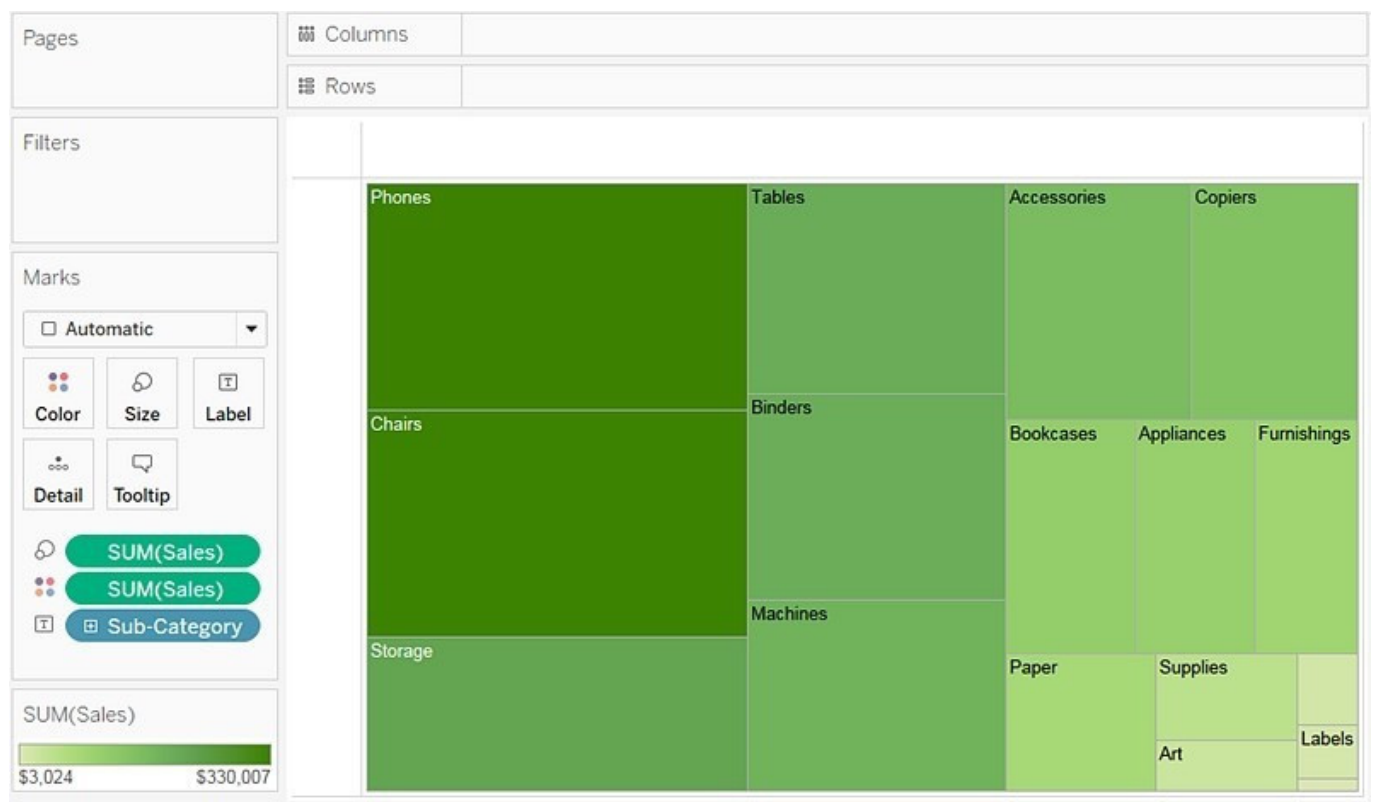 Pages
Columns
Rows
Filters
Marks
Automatic
Color Size Label
Detail Tooltip
SUM(Sales)
SUM(Sales)
Sub-Category
SUM(Sales)
$3,024 $330,007
Phones Tables Accessories Copiers
Chairs Binders
Bookcases Appliances Furnishings
Machines
Storage
Paper Supplies
Labels
Art